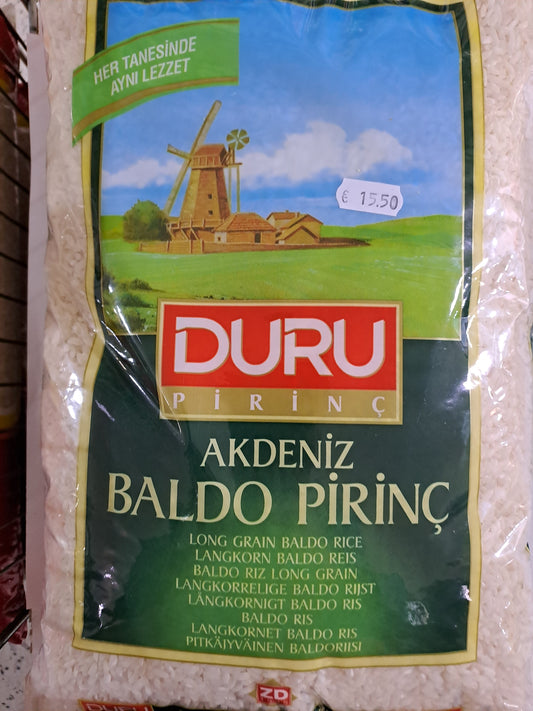 HER TANESİNDE
AYNI LEZZET
€ 15.50
DURU
PİRİNÇ
AKDENİZ
BALDO PİRİNÇ
LONG GRAIN BALDO RICE
LANGKORN BALDO REIS
BALDO RIZ LONG GRAIN
LANGKORRELIGE BALDO RIJST
LÅNGKORNIGT BALDO RIS
BALDO RIS
LANGKORNET BALDO RIS
PITKÄJYVÄINEN BALDORIISI
ZD
DURU